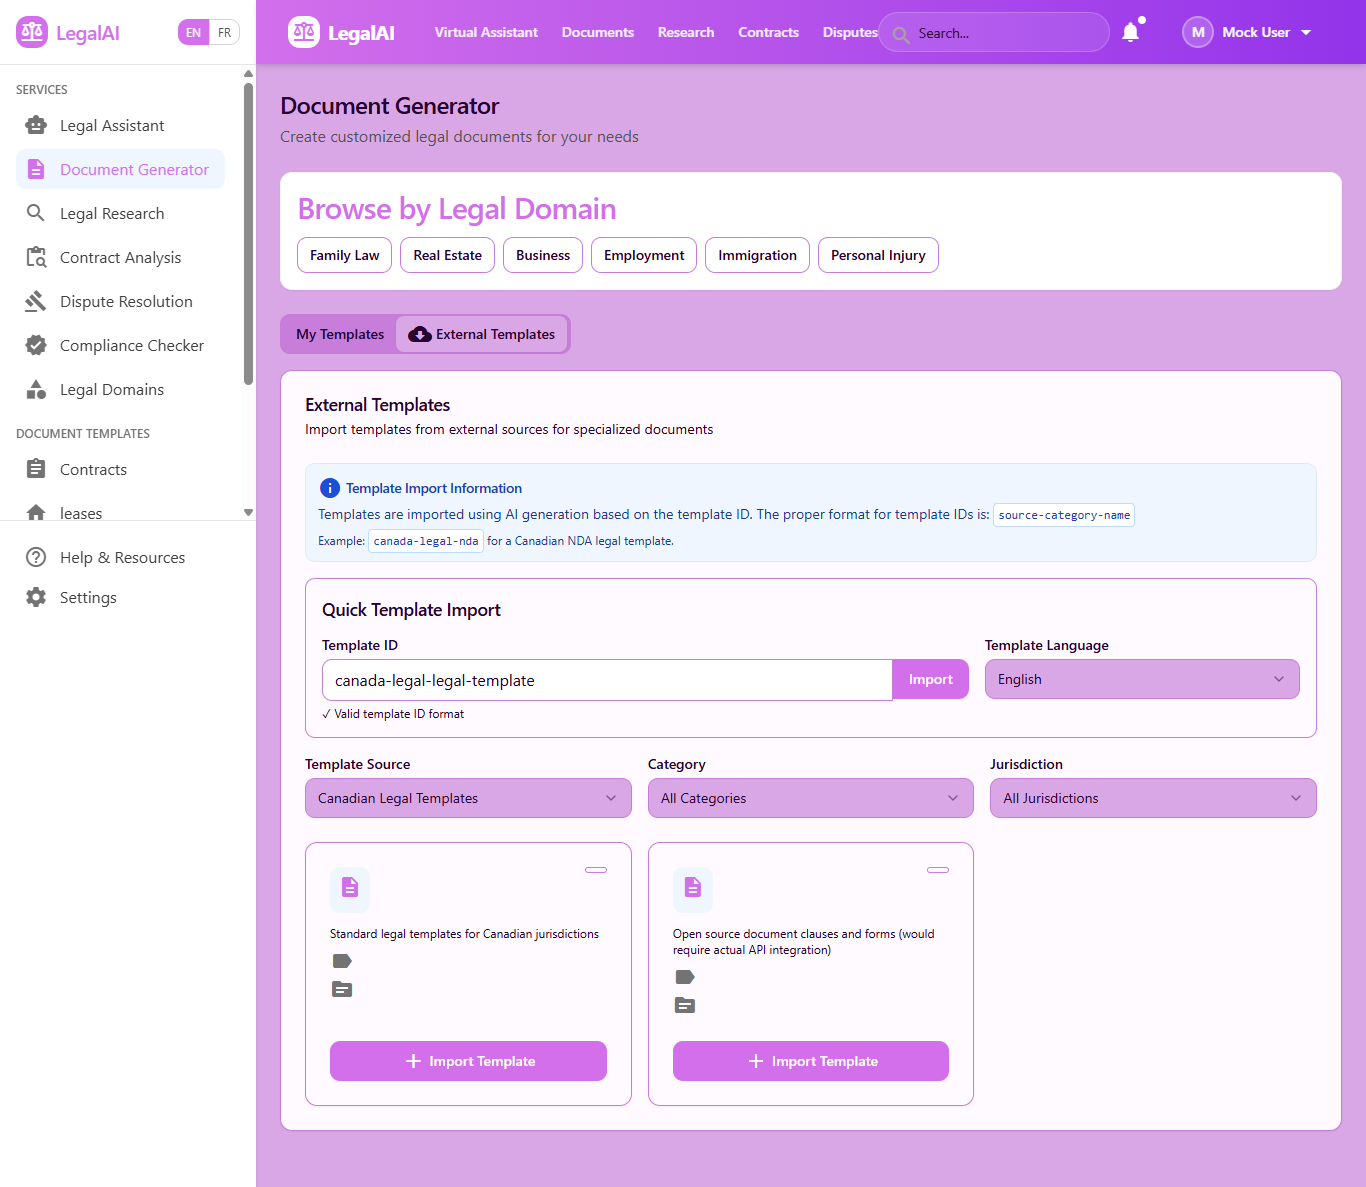 LegalAI
EN FR
SERVICES
Legal Assistant
Document Generator
Legal Research
Contract Analysis
Dispute Resolution
Compliance Checker
Legal Domains
DOCUMENT TEMPLATES
Contracts
leases
Help & Resources
Settings
LegalAI
Virtual Assistant Documents Research Contracts Disputes Search... M Mock User
Document Generator
Create customized legal documents for your needs
Browse by Legal Domain
Family Law Real Estate Business Employment Immigration Personal Injury
My Templates External Templates
External Templates
Import templates from external sources for specialized documents
Template Import Information
Templates are imported using AI generation based on the template ID. The proper format for template IDs is: source-category-name
Example: canada-legal-nda for a Canadian NDA legal template.
Quick Template Import
Template ID
canada-legal-legal-template Import
✓ Valid template ID format
Template Language
English
Template Source
Canadian Legal Templates
Category
All Categories
Jurisdiction
All Jurisdictions
Standard legal templates for Canadian jurisdictions
+ Import Template
Open source document clauses and forms (would
require actual API integration)
+ Import Template